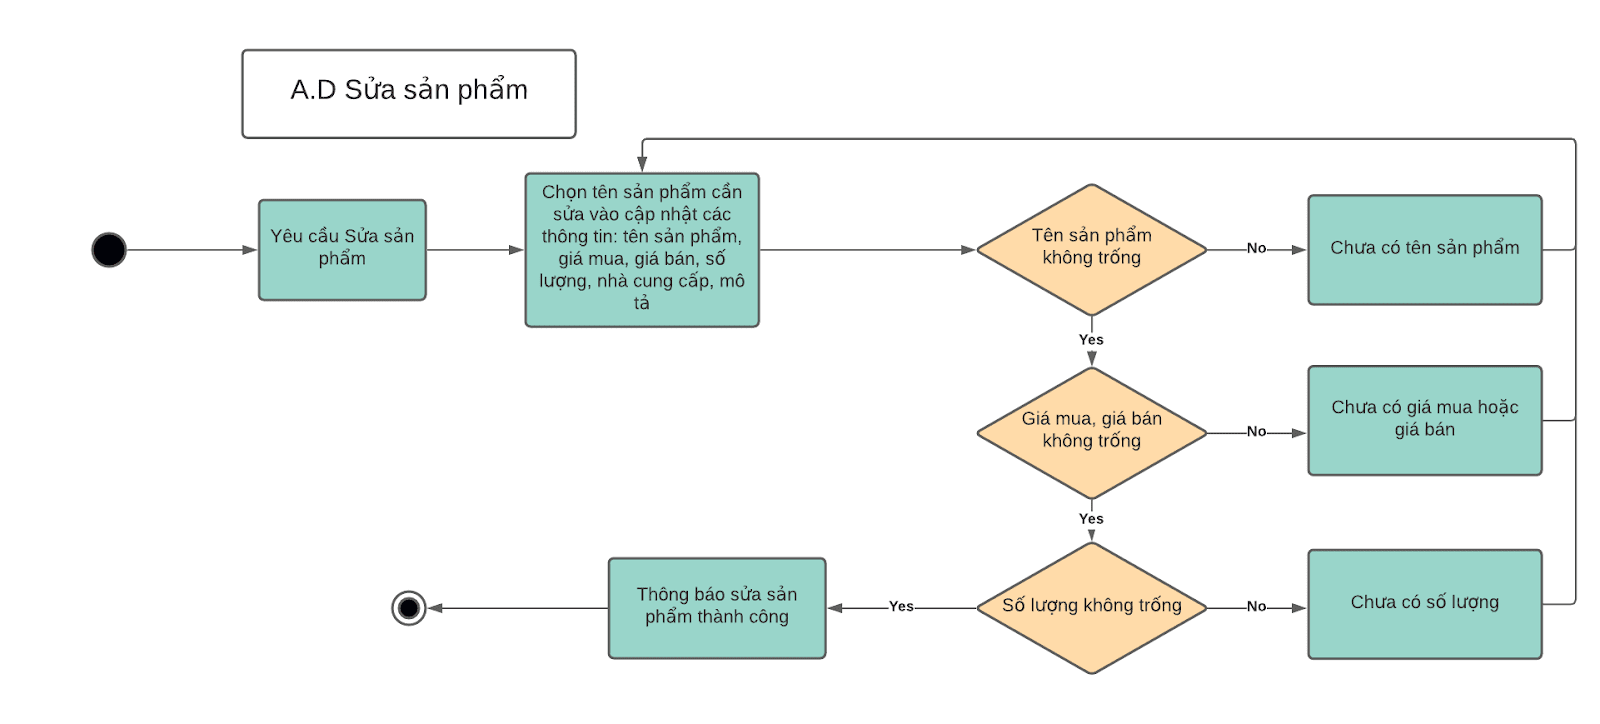 A.D Sửa sản phẩm
Yêu cầu Sửa sản
phẩm
Chọn tên sản phẩm cần
sửa vào cập nhật các
thông tin: tên sản phẩm,
giá mua, giá bán, số
lượng, nhà cung cấp, mô
tả
Tên sản phẩm
không trống
No
Chưa có tên sản phẩm
Yes
Giá mua, giá bán
không trống
No
Chưa có giá mua hoặc
giá bán
Yes
Số lượng không trống
No
Chưa có số lượng
Yes
Thông báo sửa sản
phẩm thành công